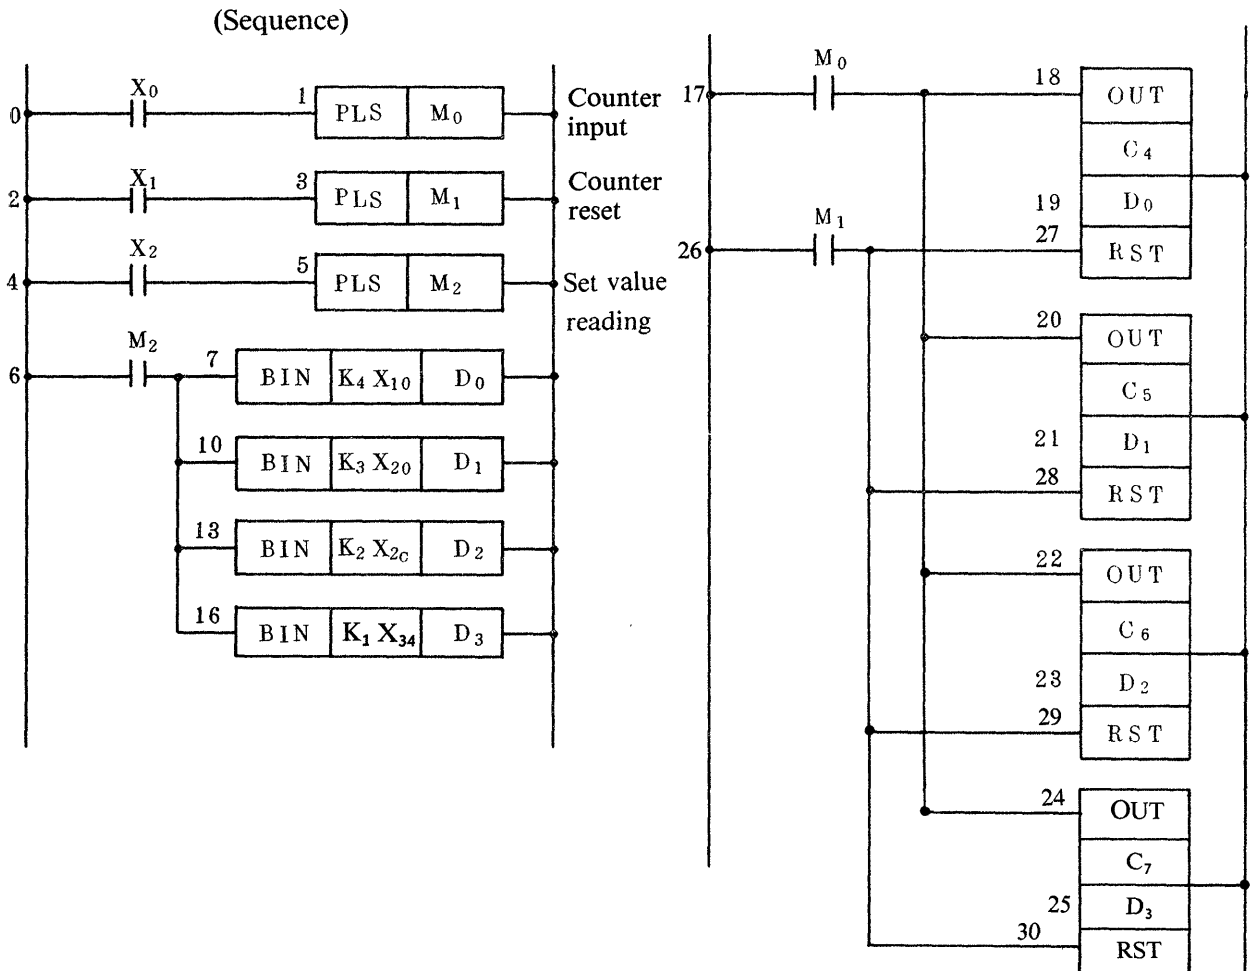 (Sequence)
X0
0
1
PLS M0
Counter
input
X1
2
3
PLS M1
Counter
reset
X2
4
5
PLS M2
Set value
reading
M2
6
7
BIN K4 X10 D0
10
BIN K3 X20 D1
13
BIN K2 X2C D2
16
BIN K1 X34 D3
M0
17
18
OUT
C4
19
D0
M1
26
27
RST
20
OUT
C5
21
D1
28
RST
22
OUT
C6
23
D2
29
RST
24
OUT
C7
25
D3
30
RST